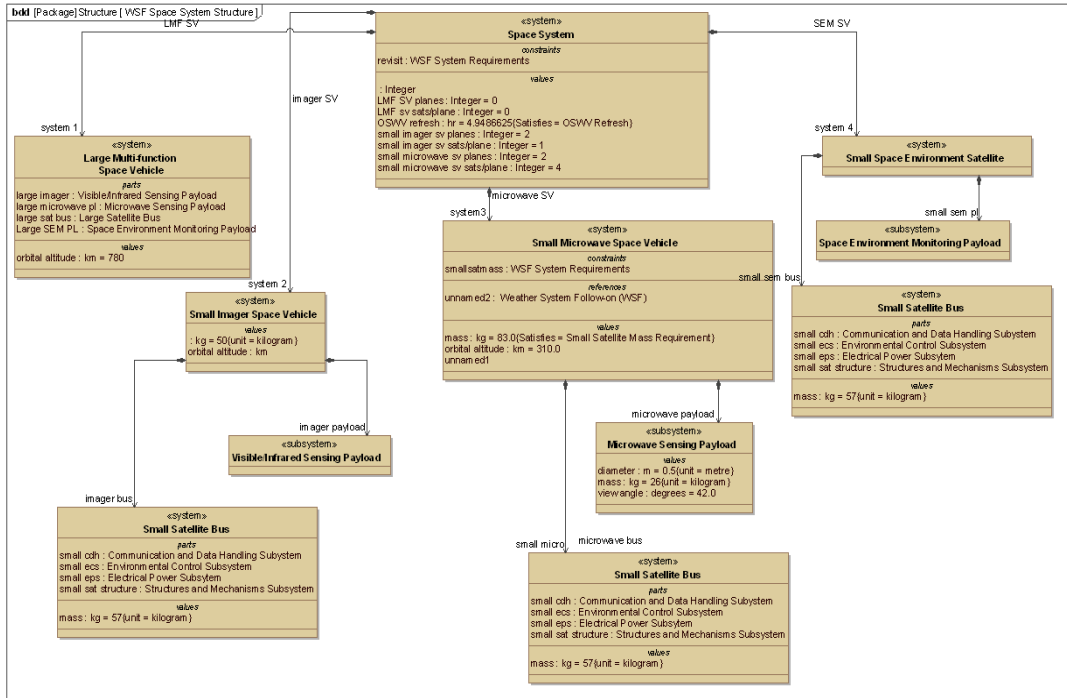 bdd [Package] Structure [ WSF Space System Structure ]
LMF SV
SEM SV
imager SV
«system»
Space System
constraints
revisit : WSF System Requirements
values
: Integer
LMF SV planes : Integer = 0
LMF sv sats/plane : Integer = 0
OSWV refresh : hr = 4.9486625{Satisfies = OSWV Refresh}
small imager sv planes : Integer = 2
small imager sv sats/plane : Integer = 1
small microwave sv planes : Integer = 2
small microwave sv sats/plane : Integer = 4
microwave SV
system 1
«system»
Large Multi-function
Space Vehicle
parts
large imager : Visible/Infrared Sensing Payload
large microwave pl : Microwave Sensing Payload
large sat bus : Large Satellite Bus
Large SEM PL : Space Environment Monitoring Payload
values
orbital altitude : km = 780
system 4
«system»
Small Space Environment Satellite
small sem pl
«subsystem»
Space Environment Monitoring Payload
small sem bus
«system»
Small Satellite Bus
parts
small cdh : Communication and Data Handling Subsystem
small ecs : Environmental Control Subsystem
small eps : Electrical Power Subsytem
small sat structure : Structures and Mechanisms Subsystem
values
mass : kg = 57{unit = kilogram}
system3
«system»
Small Microwave Space Vehicle
constraints
smallsatmass : WSF System Requirements
references
unnamed2 : Weather System Follow-on (WSF)
values
mass : kg = 83.0{Satisfies = Small Satellite Mass Requirement}
orbital altitude : km = 310.0
unnamed1
system 2
«system»
Small Imager Space Vehicle
values
: kg = 50{unit = kilogram}
orbital altitude : km
imager payload
«subsystem»
Visible/Infrared Sensing Payload
microwave payload
«subsystem»
Microwave Sensing Payload
values
diameter : m = 0.5{unit = metre}
mass : kg = 26{unit = kilogram}
viewangle : degrees = 42.0
imager bus
«system»
Small Satellite Bus
parts
small cdh : Communication and Data Handling Subsystem
small ecs : Environmental Control Subsystem
small eps : Electrical Power Subsytem
small sat structure : Structures and Mechanisms Subsystem
values
mass : kg = 57{unit = kilogram}
small micro
microwave bus
«system»
Small Satellite Bus
parts
small cdh : Communication and Data Handling Subsystem
small ecs : Environmental Control Subsystem
small eps : Electrical Power Subsytem
small sat structure : Structures and Mechanisms Subsystem
values
mass : kg = 57{unit = kilogram}